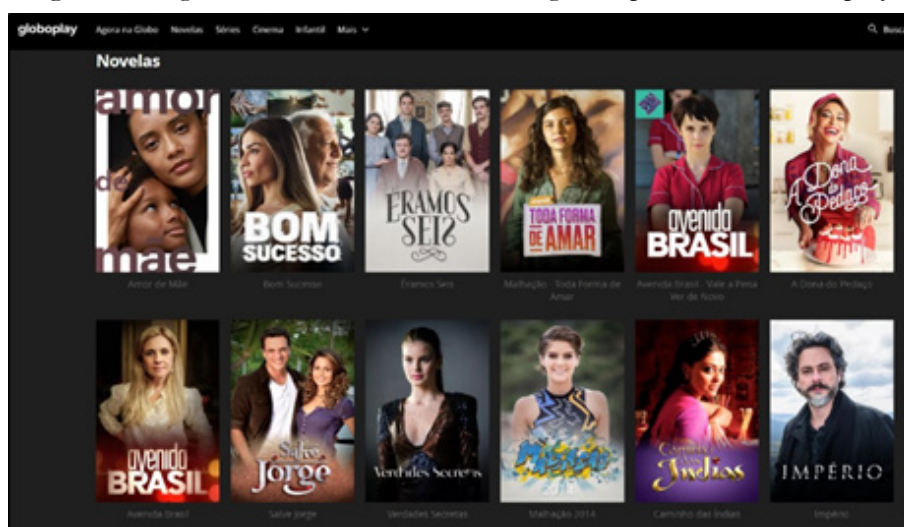 globoplay Agora na Globo Novelas Séries Cinema Infantil Mais Busca
Novelas
amor
de
mãe
BOM
SUCESSO
ÉRAMOS
SEIS
TODA FORMA
DE AMAR
avenida
BRASIL
A Dona
do
Pedaço
Amor de Mãe Bom Sucesso Éramos Seis Malhação - Toda Forma de Avenida Brasil - Vale a Pena A Dona do Pedaço
Amar Ver de Novo
avenida
BRASIL
Salve
Jorge
Verdades Secretas
Caminho
das
Índias
IMPÉRIO
Avenida Brasil Salve Jorge Verdades Secretas Malhação 2014 Caminho das Índias Império